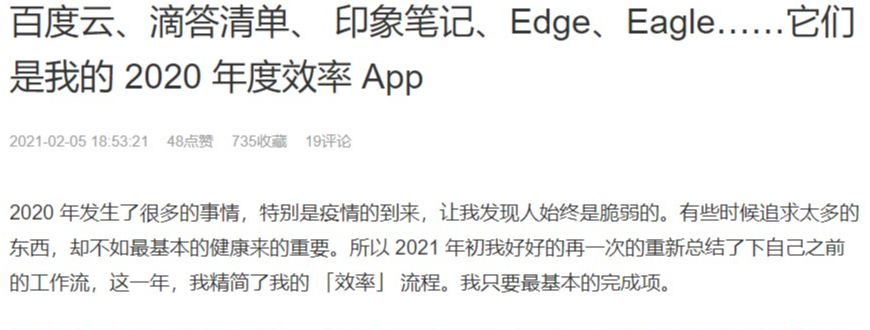 百度云、滴答清单、 印象笔记、Edge、Eagle……它们
是我的 2020 年度效率 App
2021-02-05 18:53:21 48点赞 735收藏 19评论
2020 年发生了很多的事情，特别是疫情的到来，让我发现人始终是脆弱的。有些时候追求太多的
东西，却不如最基本的健康来的重要。所以 2021 年初我好好的再一次的重新总结了下自己之前
的工作流，这一年，我精简了我的 「效率」 流程。我只要最基本的完成项。